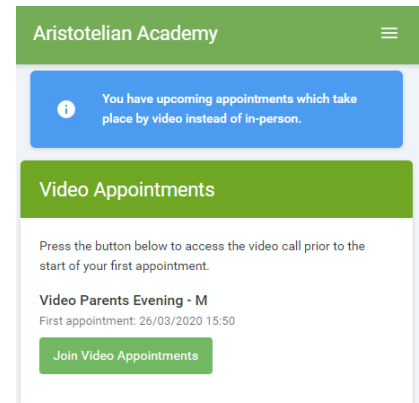 Aristotelian Academy
You have upcoming appointments which take
place by video instead of in-person.
Video Appointments
Press the button below to access the video call prior to the
start of your first appointment.
Video Parents Evening - M
First appointment: 26/03/2020 15:50
Join Video Appointments